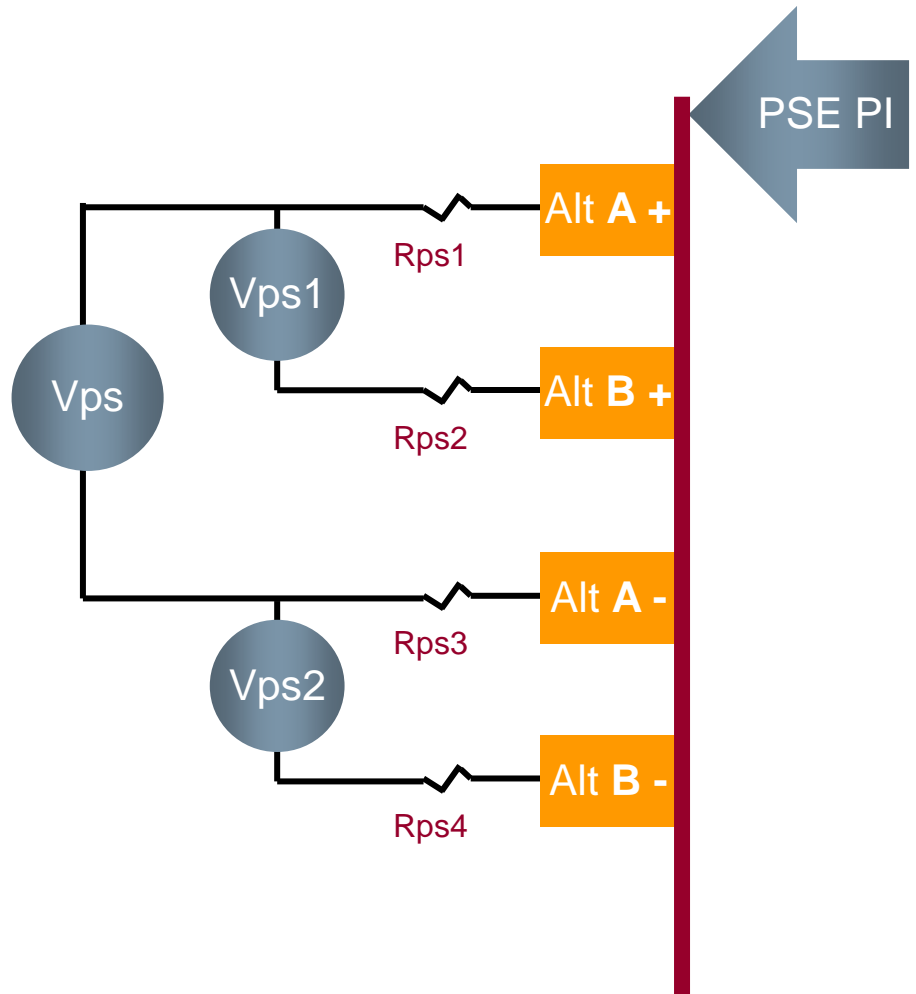 PSE PI
Alt A +
Rps1
Vps1
Alt B +
Vps
Rps2
Alt A -
Rps3
Vps2
Alt B -
Rps4